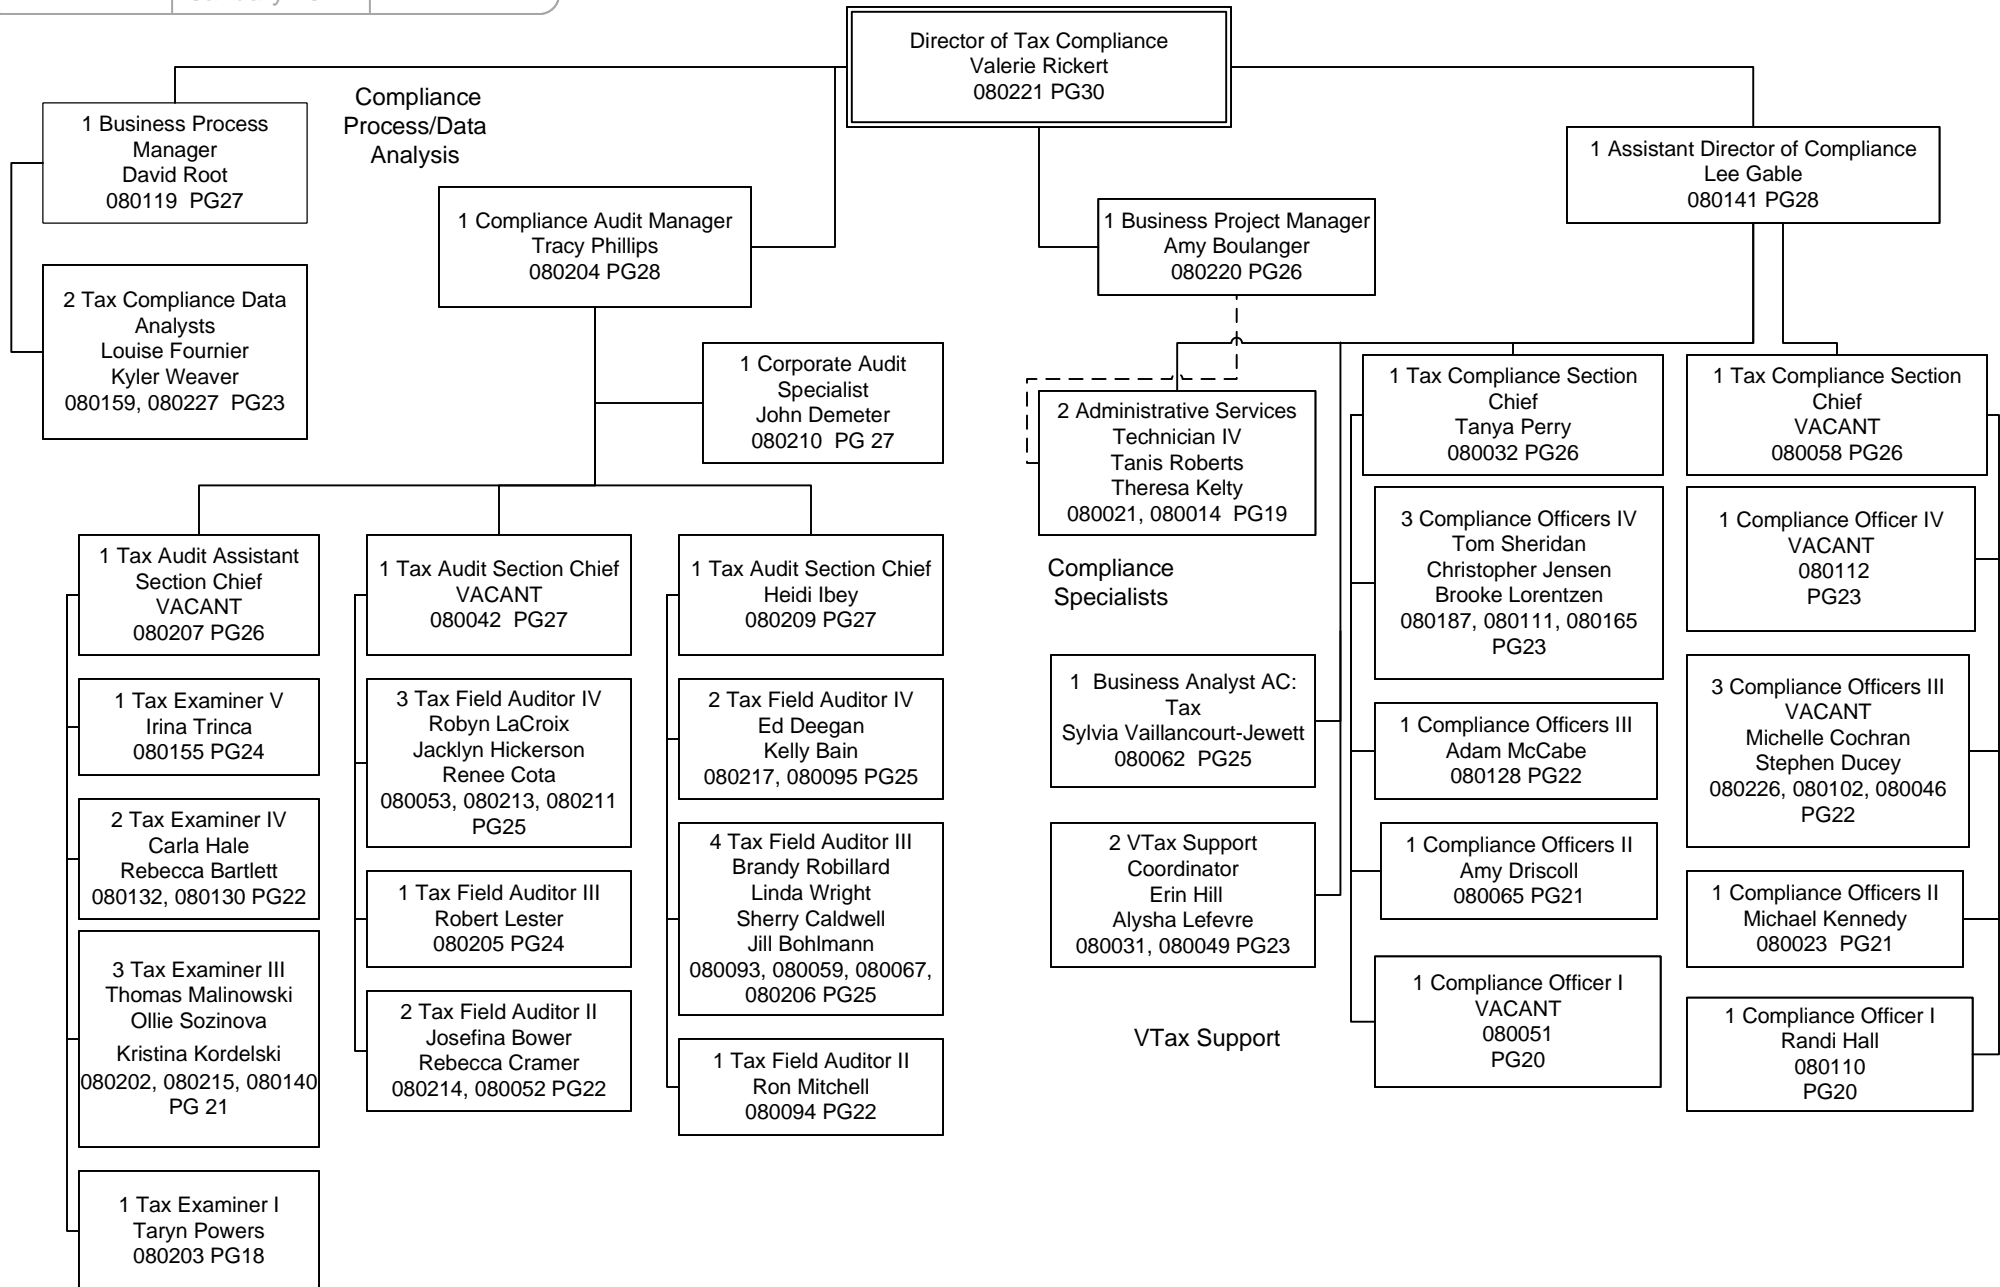 Director of Tax Compliance
Valerie Rickert
080221 PG30
1 Business Process
Manager
David Root
080119 PG27
Compliance
Process/Data
Analysis
2 Tax Compliance Data
Analysts
Louise Fournier
Kyler Weaver
080159, 080227 PG23
1 Compliance Audit Manager
Tracy Phillips
080204 PG28
1 Corporate Audit
Specialist
John Demeter
080210 PG 27
1 Tax Audit Assistant
Section Chief
VACANT
080207 PG26
1 Tax Examiner V
Irina Trinca
080155 PG24
2 Tax Examiner IV
Carla Hale
Rebecca Bartlett
080132, 080130 PG22
3 Tax Examiner III
Thomas Malinowski
Ollie Sozinova
Kristina Kordelski
080202, 080215, 080140
PG 21
1 Tax Examiner I
Taryn Powers
080203 PG18
1 Tax Audit Section Chief
VACANT
080042 PG27
3 Tax Field Auditor IV
Robyn LaCroix
Jacklyn Hickerson
Renee Cota
080053, 080213, 080211
PG25
1 Tax Field Auditor III
Robert Lester
080205 PG24
2 Tax Field Auditor II
Josefina Bower
Rebecca Cramer
080214, 080052 PG22
1 Tax Audit Section Chief
Heidi Ibey
080209 PG27
2 Tax Field Auditor IV
Ed Deegan
Kelly Bain
080217, 080095 PG25
4 Tax Field Auditor III
Brandy Robillard
Linda Wright
Sherry Caldwell
Jill Bohlmann
080093, 080059, 080067,
080206 PG25
1 Tax Field Auditor II
Ron Mitchell
080094 PG22
1 Business Project Manager
Amy Boulanger
080220 PG26
1 Assistant Director of Compliance
Lee Gable
080141 PG28
2 Administrative Services
Technician IV
Tanis Roberts
Theresa Kelty
080021, 080014 PG19
Compliance
Specialists
1 Business Analyst AC:
Tax
Sylvia Vaillancourt-Jewett
080062 PG25
2 VTax Support
Coordinator
Erin Hill
Alysha Lefevre
080031, 080049 PG23
VTax Support
1 Tax Compliance Section
Chief
Tanya Perry
080032 PG26
3 Compliance Officers IV
Tom Sheridan
Christopher Jensen
Brooke Lorentzen
080187, 080111, 080165
PG23
1 Compliance Officers III
Adam McCabe
080128 PG22
1 Compliance Officers II
Amy Driscoll
080065 PG21
1 Compliance Officer I
VACANT
080051
PG20
1 Tax Compliance Section
Chief
VACANT
080058 PG26
1 Compliance Officer IV
VACANT
080112
PG23
3 Compliance Officers III
VACANT
Michelle Cochran
Stephen Ducey
080226, 080102, 080046
PG22
1 Compliance Officers II
Michael Kennedy
080023 PG21
1 Compliance Officer I
Randi Hall
080110
PG20